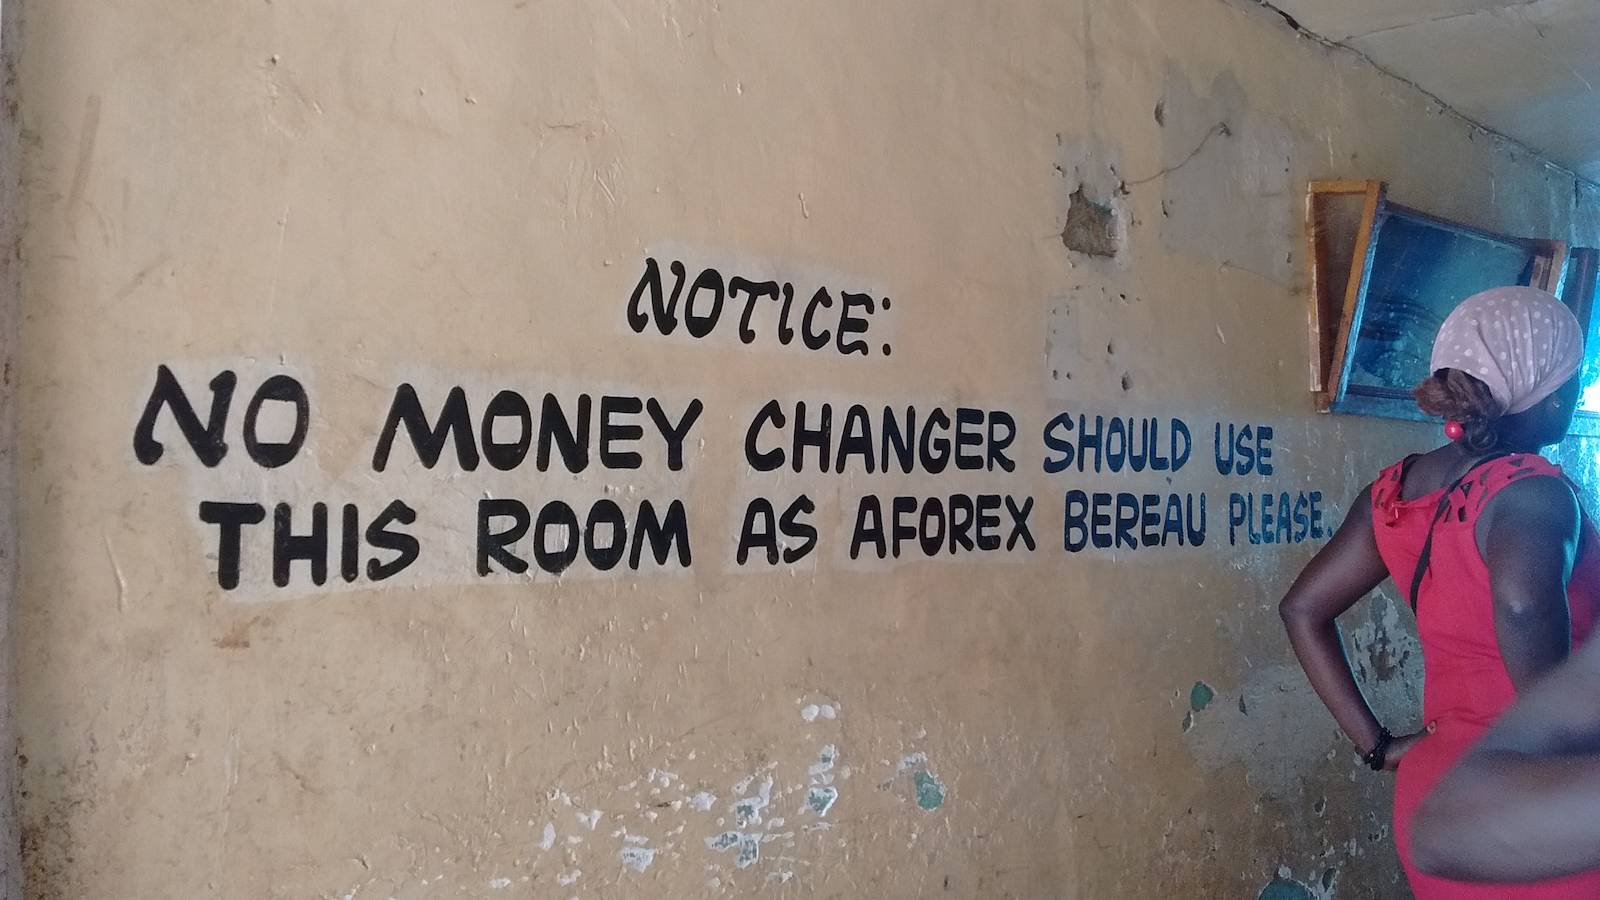 NOTICE:
NO MONEY CHANGER SHOULD USE
THIS ROOM AS AFOREX BEREAU PLEASE.